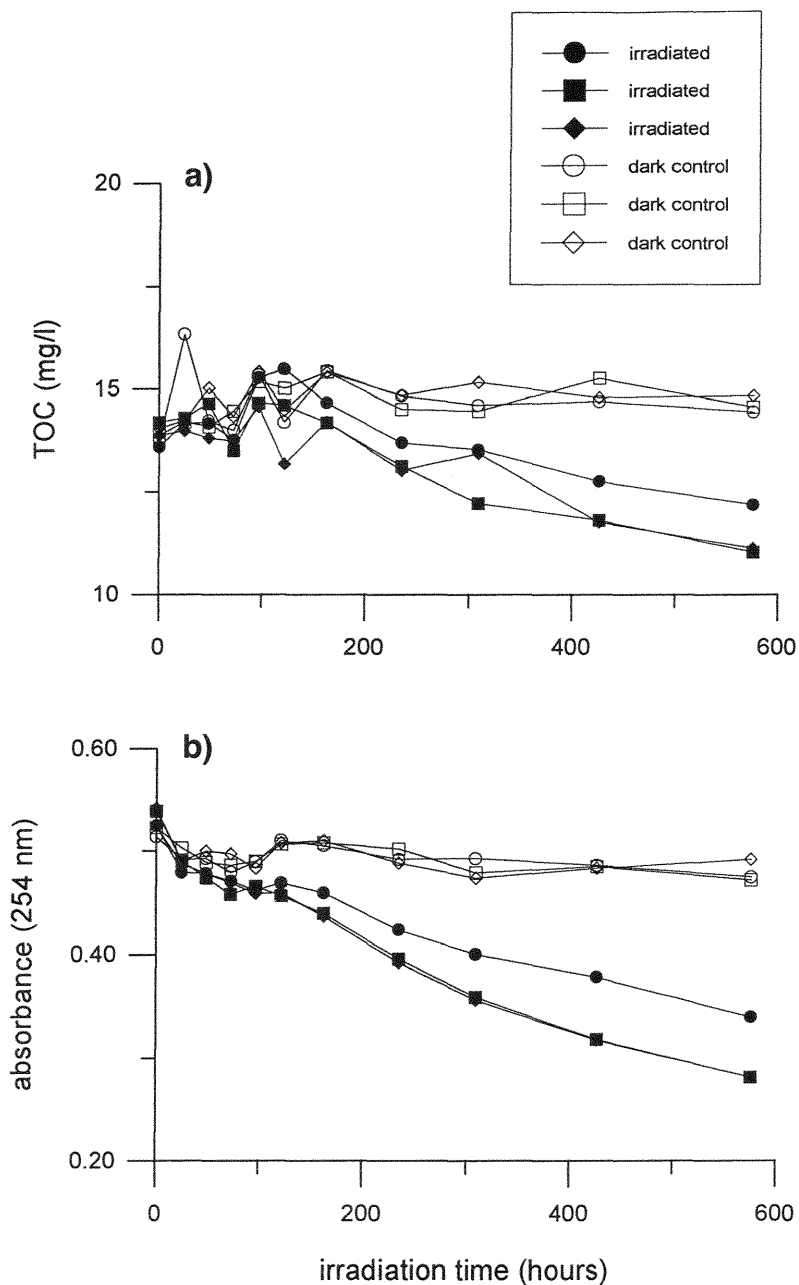 irradiated
irradiated
irradiated
dark control
dark control
dark control
a)
20
15
10
TOC (mg/l)
0 200 400 600
b)
0.60
0.40
0.20
absorbance (254 nm)
0 200 400 600
irradiation time (hours)